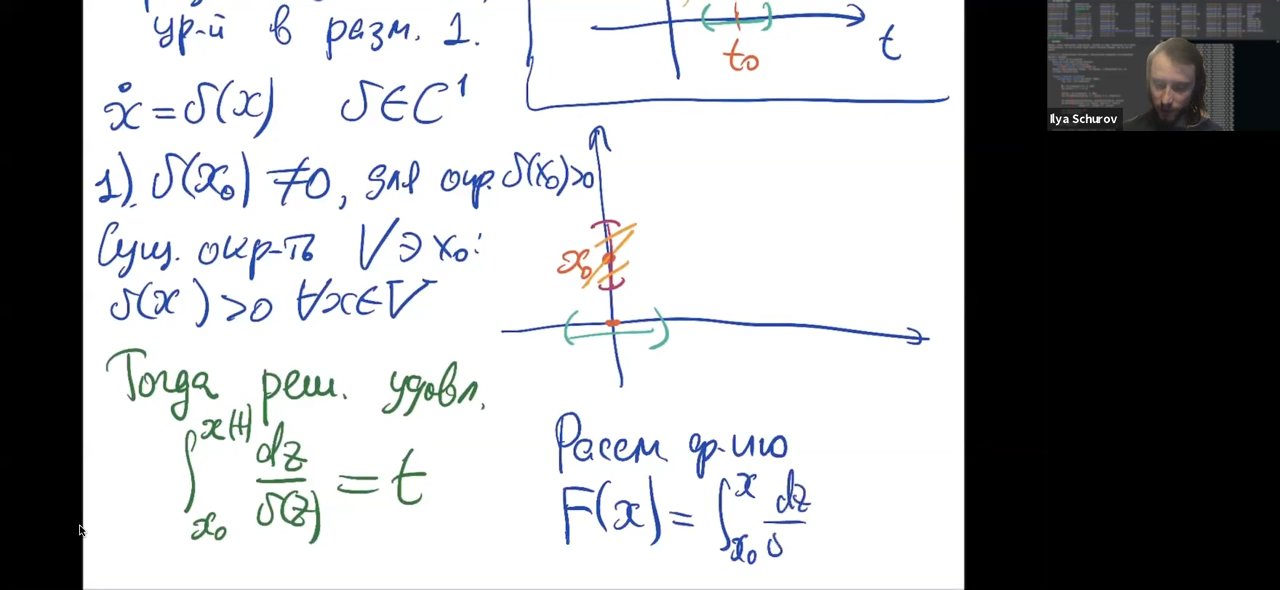 ур-й в разм. 1.
t₀
t
ẋ = υ(x) υ ∈ C¹
1). υ(x₀) ≠ 0, для опр. υ(x₀)>0
Сущ. окр-ть V ∋ x₀:
υ(x) > 0 ∀x∈V
x₀
Тогда реш. удовл.
∫_{x₀}^{x(t)} dz/υ(z) = t
Рассм ф-цию
F(x) = ∫_{x₀}^{x} dz/υ
Ilya Schurov